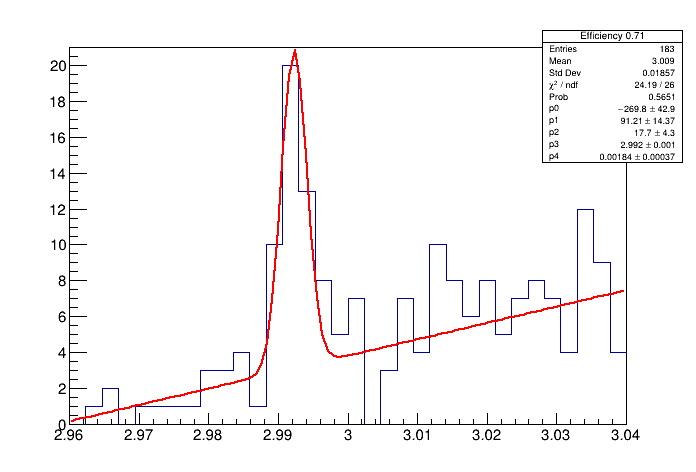 Efficiency 0.71
Entries 183
Mean 3.009
Std Dev 0.01857
χ² / ndf 24.19 / 26
Prob 0.5651
p0 −269.8 ± 42.9
p1 91.21 ± 14.37
p2 17.7 ± 4.3
p3 2.992 ± 0.001
p4 0.00184 ± 0.00037
20
18
16
14
12
10
8
6
4
2
0
2.96 2.97 2.98 2.99 3 3.01 3.02 3.03 3.04